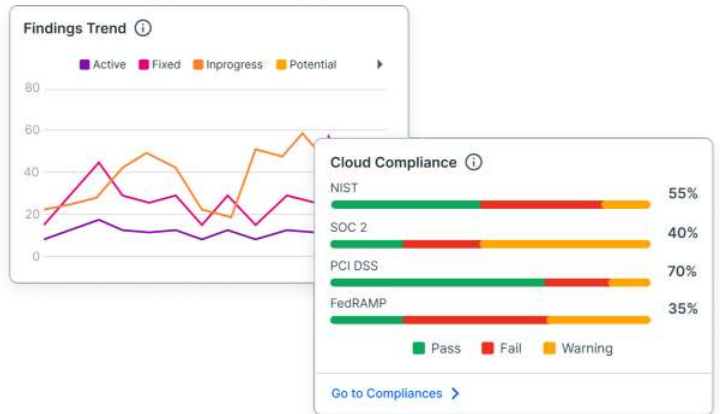 Findings Trend
Active Fixed Inprogress Potential
80
60
40
20
0
Cloud Compliance
NIST
55%
SOC 2
40%
PCI DSS
70%
FedRAMP
35%
Pass Fail Warning
Go to Compliances